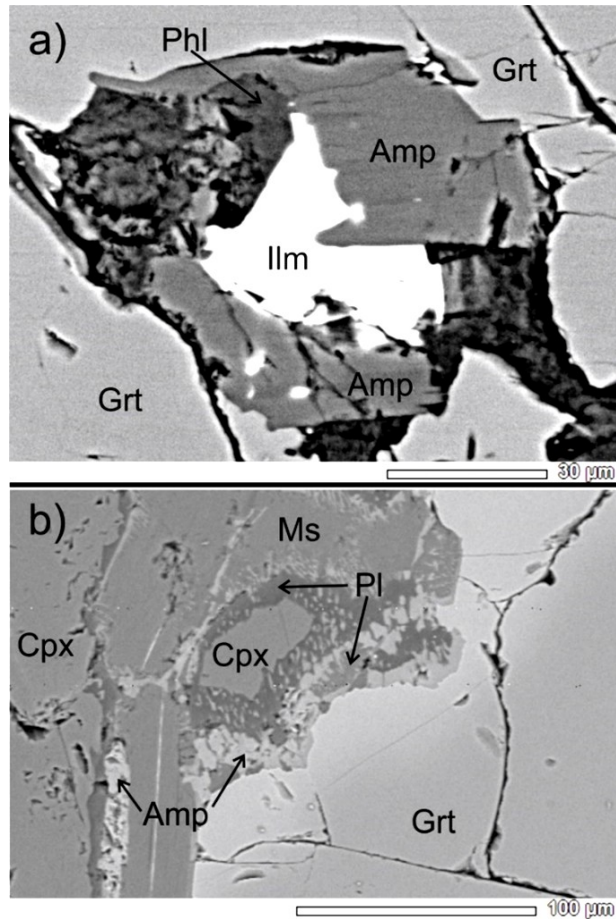 a)
Phl
Grt
Amp
Ilm
Grt
Amp
30 µm
b)
Ms
Pl
Cpx
Cpx
Amp
Grt
100 µm